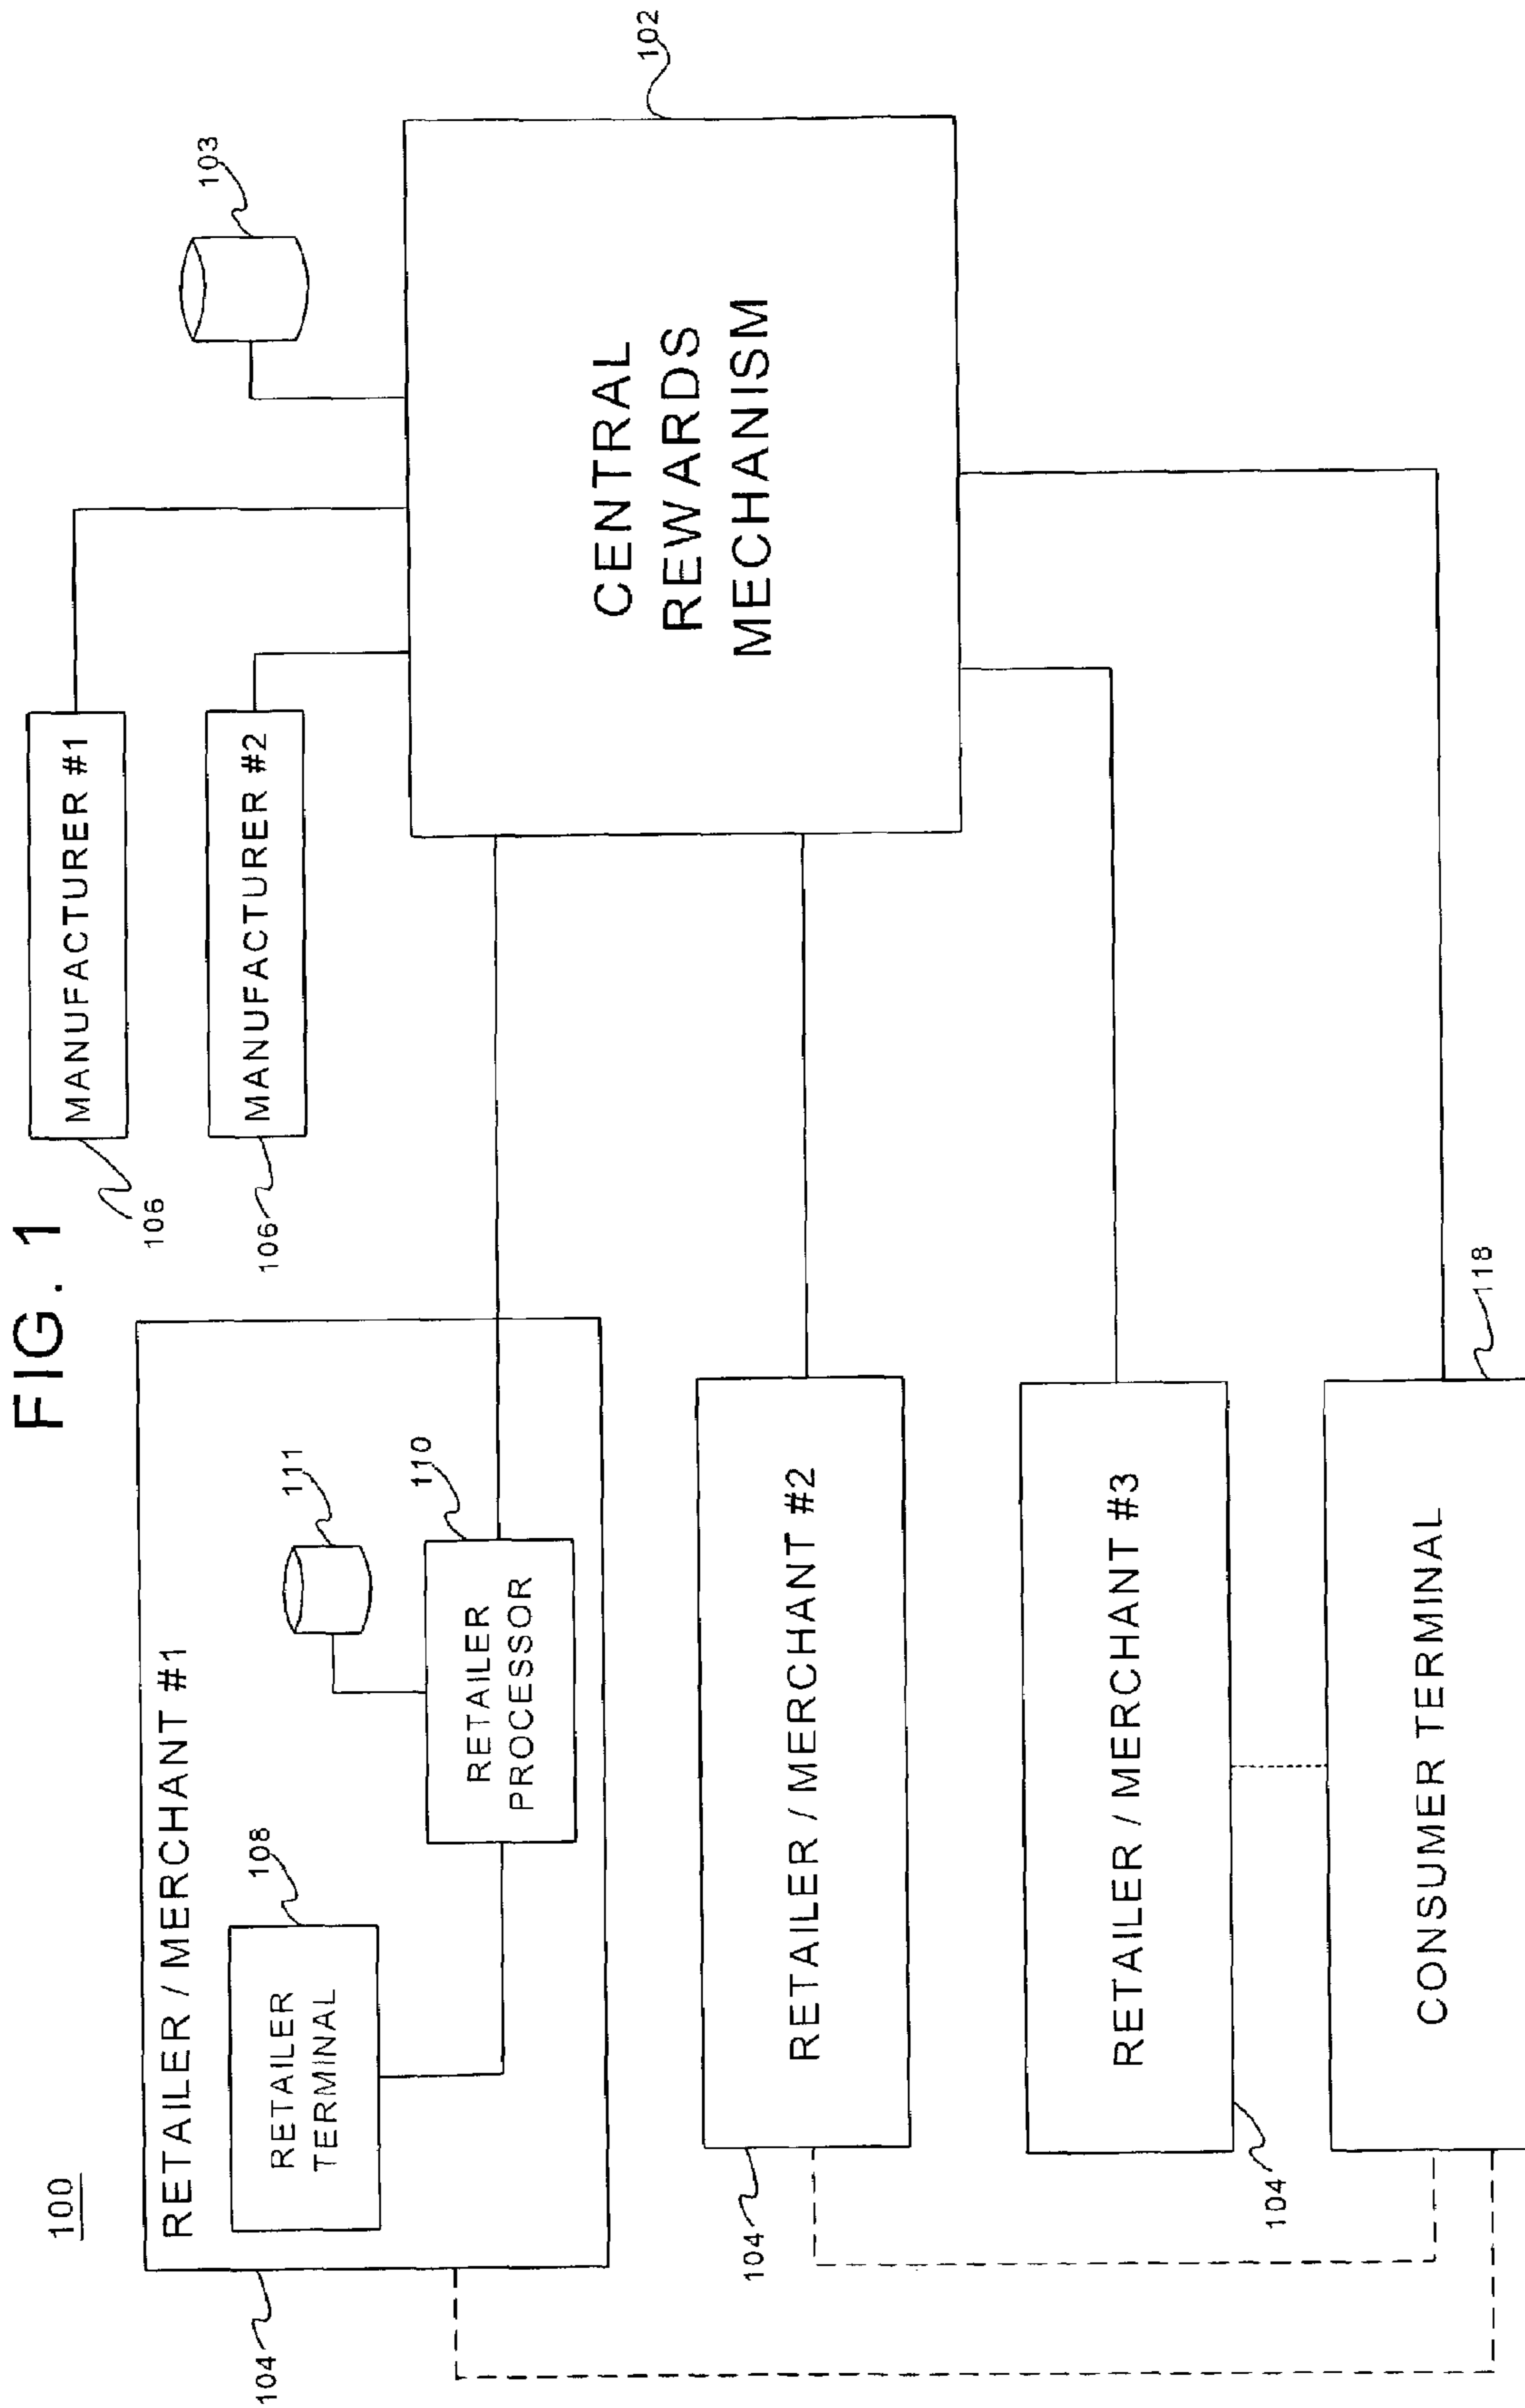 FIG. 1
100
RETAILER / MERCHANT #1
104
RETAILER
TERMINAL
108
RETAILER
PROCESSOR
110
111
MANUFACTURER #1
106
MANUFACTURER #2
106
103
CENTRAL
REWARDS
MECHANISM
102
RETAILER / MERCHANT #2
104
RETAILER / MERCHANT #3
104
CONSUMER TERMINAL
118